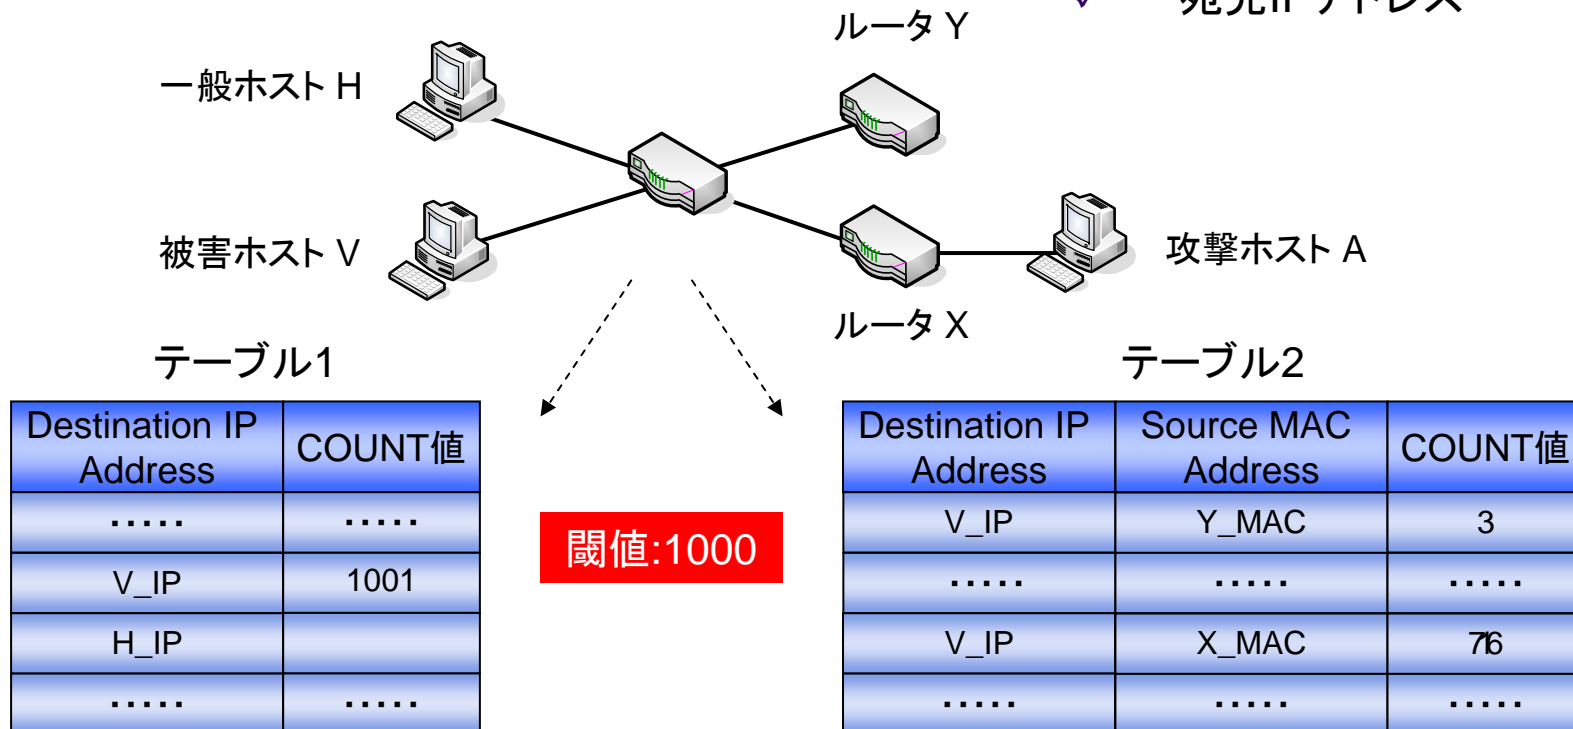 ルータ Y
一般ホスト H
被害ホスト V
攻撃ホスト A
ルータ X
テーブル1
Destination IP Address COUNT値
..... .....
V_IP 1001
H_IP
..... .....
閾値:1000
テーブル2
Destination IP Address Source MAC Address COUNT値
V_IP Y_MAC 3
..... ..... .....
V_IP X_MAC
..... ..... .....